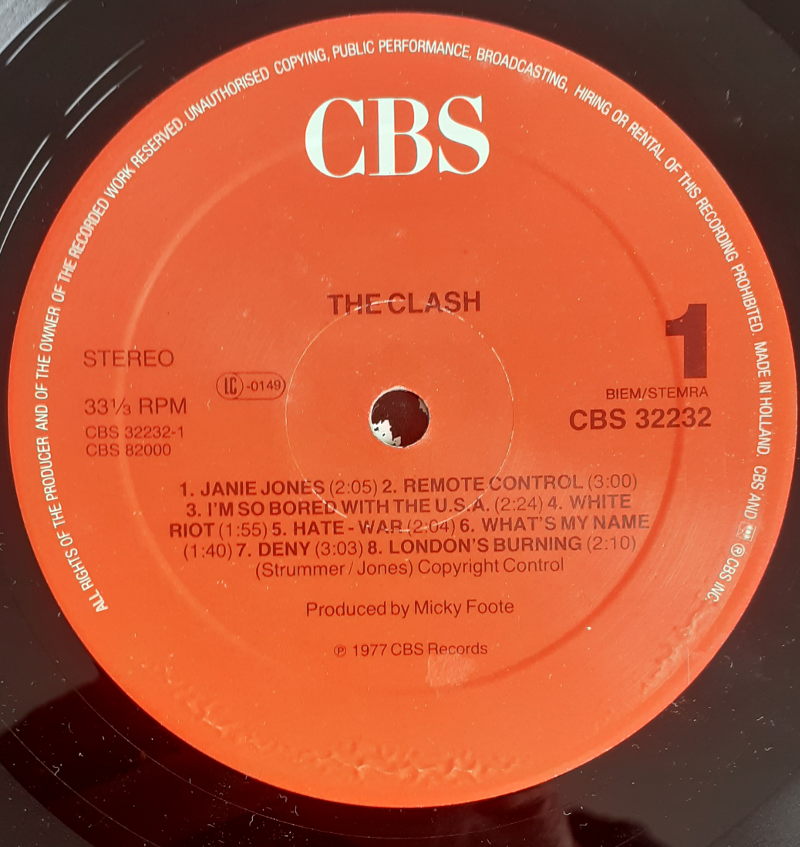 ALL RIGHTS OF THE PRODUCER AND OF THE OWNER OF THE RECORDED WORK RESERVED. UNAUTHORISED COPYING, PUBLIC PERFORMANCE, BROADCASTING, HIRING OR RENTAL OF THIS RECORDING PROHIBITED. MADE IN HOLLAND. CBS AND ® CBS INC.
CBS
THE CLASH
1
STEREO
LC -0149
33⅓ RPM
CBS 32232-1
CBS 82000
BIEM/STEMRA
CBS 32232
1. JANIE JONES (2:05) 2. REMOTE CONTROL (3:00)
3. I'M SO BORED WITH THE U.S.A. (2:24) 4. WHITE
RIOT (1:55) 5. HATE - WAR (2:04) 6. WHAT'S MY NAME
(1:40) 7. DENY (3:03) 8. LONDON'S BURNING (2:10)
(Strummer / Jones) Copyright Control
Produced by Micky Foote
℗ 1977 CBS Records